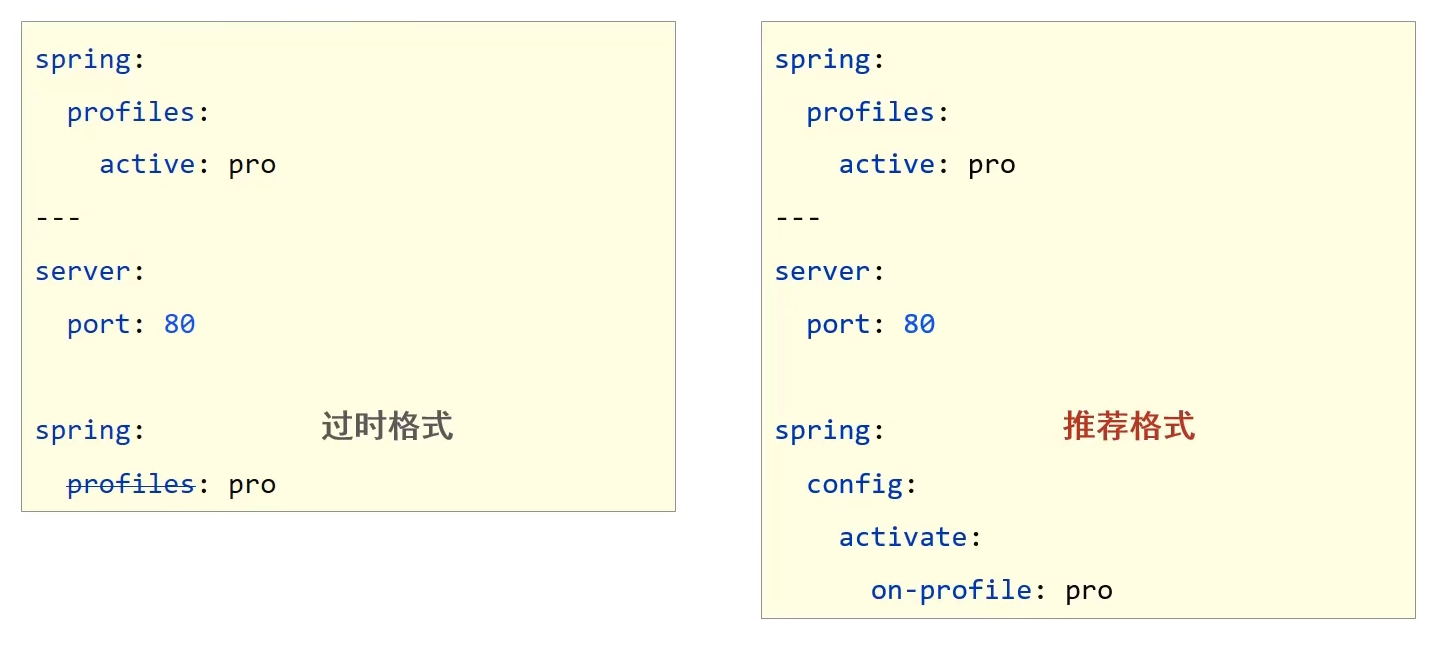 spring:
  profiles:
    active: pro
---
server:
  port: 80
spring:
过时格式
  profiles: pro
spring:
  profiles:
    active: pro
---
server:
  port: 80
spring:
推荐格式
  config:
    activate:
      on-profile: pro